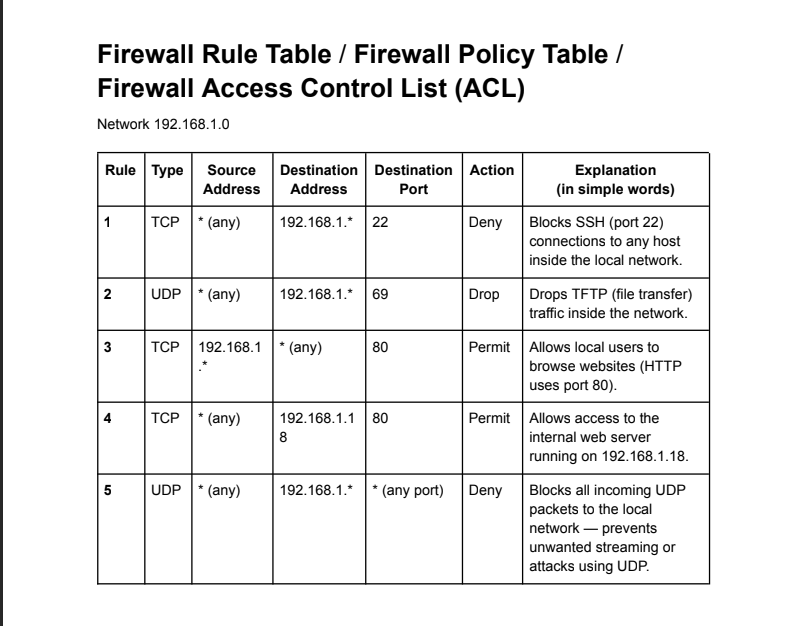 Firewall Rule Table / Firewall Policy Table /
Firewall Access Control List (ACL)
Network 192.168.1.0
Rule Type Source Address Destination Address Destination Port Action Explanation (in simple words)
1 TCP * (any) 192.168.1.* 22 Deny Blocks SSH (port 22)
connections to any host
inside the local network.
2 UDP * (any) 192.168.1.* 69 Drop Drops TFTP (file transfer)
traffic inside the network.
3 TCP 192.168.1 * (any) 80 Permit Allows local users to
.* browse websites (HTTP
uses port 80).
4 TCP * (any) 192.168.1.1 80 Permit Allows access to the
8 internal web server
running on 192.168.1.18.
5 UDP * (any) 192.168.1.* * (any port) Deny Blocks all incoming UDP
packets to the local
network — prevents
unwanted streaming or
attacks using UDP.